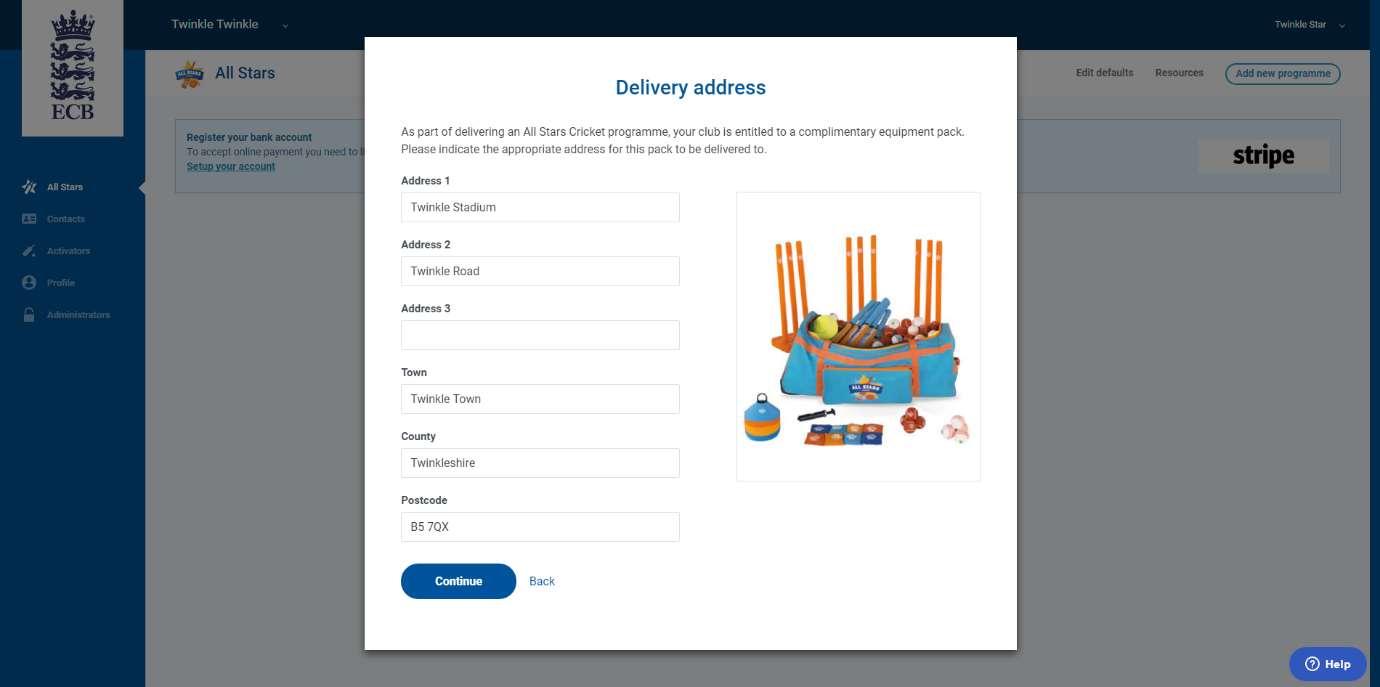 Twinkle Twinkle
Twinkle Star
ECB
ALL STARS
All Stars
Edit defaults
Resources
Add new programme
Register your bank account
To accept online payment you need to
Setup your account
stripe
All Stars
Contacts
Activators
Profile
Administrators
Delivery address
As part of delivering an All Stars Cricket programme, your club is entitled to a complimentary equipment pack.
Please indicate the appropriate address for this pack to be delivered to.
Address 1
Twinkle Stadium
Address 2
Twinkle Road
Address 3
Town
Twinkle Town
County
Twinkleshire
Postcode
B5 7QX
ALL STARS
Continue
Back
Help